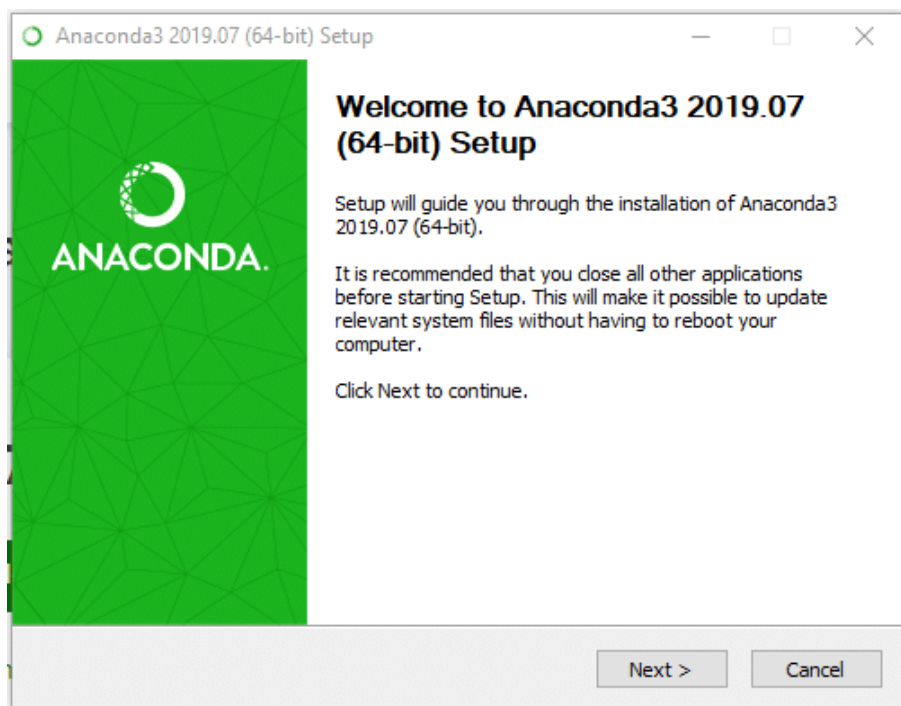 Anaconda3 2019.07 (64-bit) Setup
Welcome to Anaconda3 2019.07
(64-bit) Setup
ANACONDA.
Setup will guide you through the installation of Anaconda3
2019.07 (64-bit).
It is recommended that you close all other applications
before starting Setup. This will make it possible to update
relevant system files without having to reboot your
computer.
Click Next to continue.
Next >
Cancel